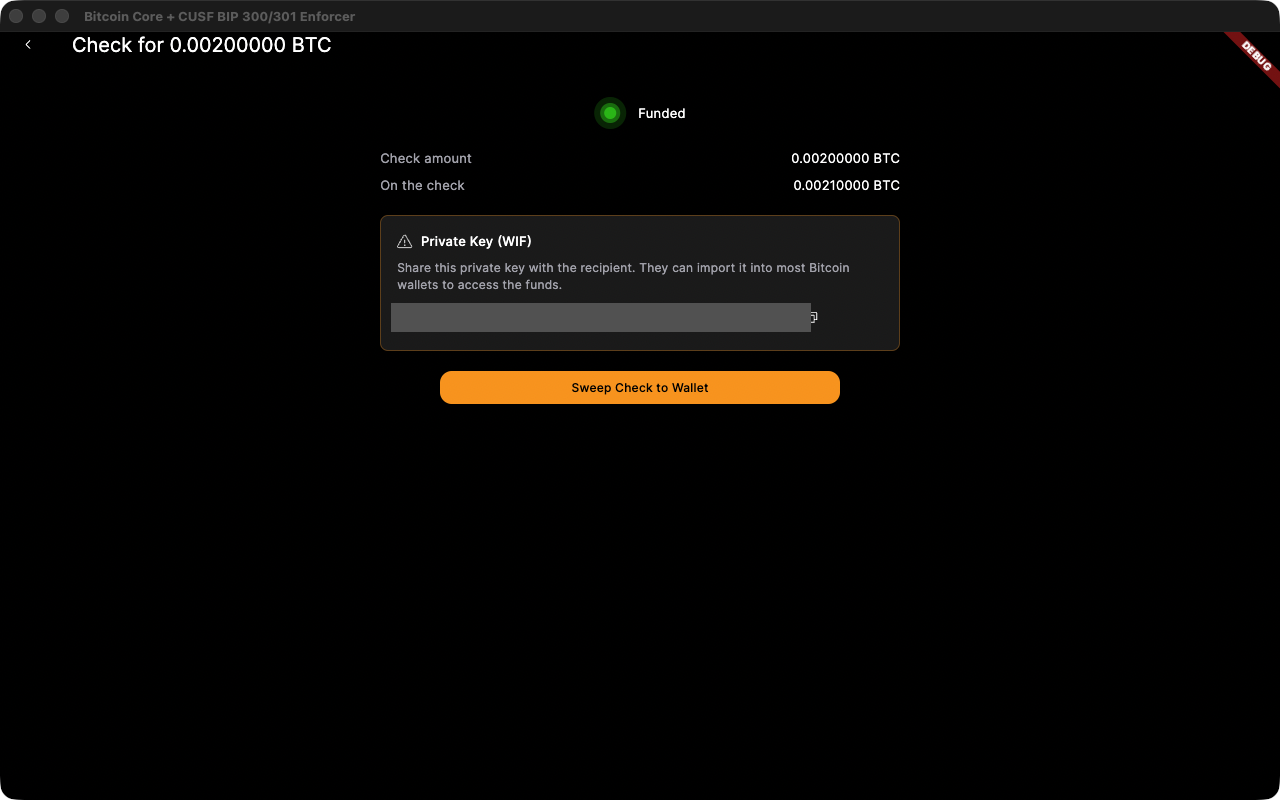 Bitcoin Core + CUSF BIP 300/301 Enforcer
Check for 0.00200000 BTC
DEBUG
Funded
Check amount 0.00200000 BTC
On the check 0.00210000 BTC
Private Key (WIF)
Share this private key with the recipient. They can import it into most Bitcoin
wallets to access the funds.
Sweep Check to Wallet